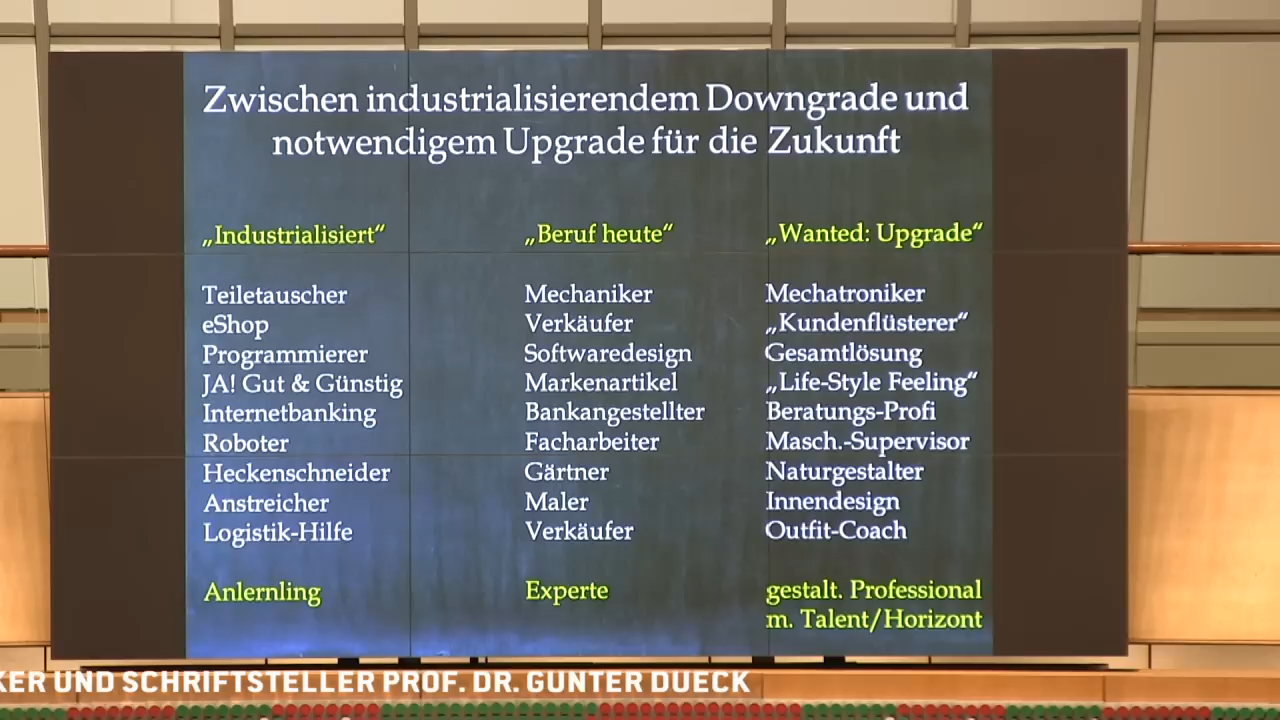 Zwischen industrialisierendem Downgrade und
notwendigem Upgrade für die Zukunft
„Industrialisiert“ „Beruf heute“ „Wanted: Upgrade“
Teiletauscher Mechaniker Mechatroniker
eShop Verkäufer „Kundenflüsterer“
Programmierer Softwaredesign Gesamtlösung
JA! Gut & Günstig Markenartikel „Life-Style Feeling“
Internetbanking Bankangestellter Beratungs-Profi
Roboter Facharbeiter Masch.-Supervisor
Heckenschneider Gärtner Naturgestalter
Anstreicher Maler Innendesign
Logistik-Hilfe Verkäufer Outfit-Coach
Anlernling Experte gestalt. Professional
m. Talent/Horizont
KER UND SCHRIFTSTELLER PROF. DR. GUNTER DUECK